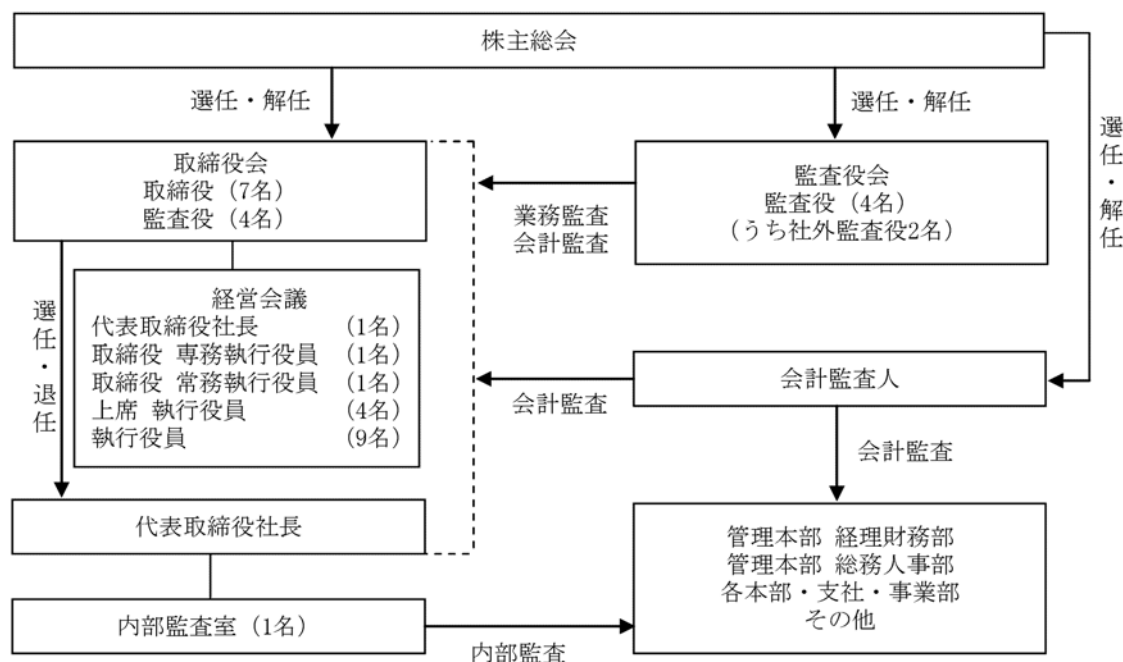 株主総会
選任・解任
選任・解任
選任・解任
取締役会
取締役（7名）
監査役（4名）
監査役会
監査役（4名）
（うち社外監査役2名）
業務監査
会計監査
選任・退任
経営会議
代表取締役社長 （1名）
取締役 専務執行役員 （1名）
取締役 常務執行役員 （1名）
上席 執行役員 （4名）
執行役員 （9名）
会計監査人
会計監査
会計監査
代表取締役社長
管理本部 経理財務部
管理本部 総務人事部
各本部・支社・事業部
その他
内部監査室（1名）
内部監査